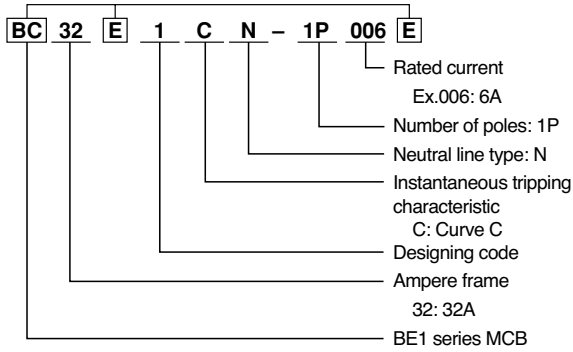 BC 32 E 1 C N – 1P 006 E
Rated current
Ex.006: 6A
Number of poles: 1P
Neutral line type: N
Instantaneous tripping
characteristic
C: Curve C
Designing code
Ampere frame
32: 32A
BE1 series MCB